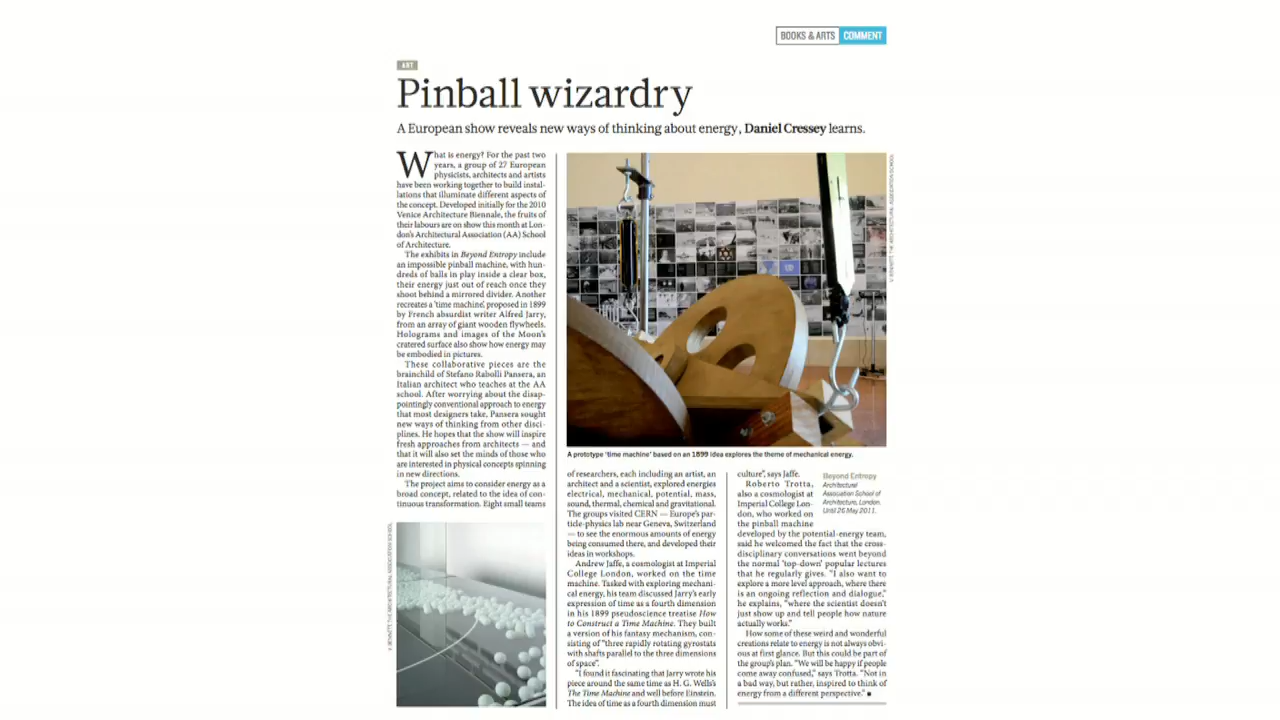 BOOKS & ARTS COMMENT
ART
Pinball wizardry
A European show reveals new ways of thinking about energy, Daniel Cressey learns.
What is energy? For the past two
years, a group of 27 European
physicists, architects and artists
have been working together to build instal-
lations that illuminate different aspects of
the concept. Developed initially for the 2010
Venice Architecture Biennale, the fruits of
their labours are on show this month at Lon-
don's Architectural Association (AA) School
of Architecture.
The exhibits in Beyond Entropy include
an impossible pinball machine, with hun-
dreds of balls in play inside a clear box,
their energy just out of reach once they
shoot behind a mirrored divider. Another
recreates a 'time machine', proposed in 1899
by French absurdist writer Alfred Jarry,
from an array of giant wooden flywheels.
Holograms and images of the Moon's
cratered surface also show how energy may
be embodied in pictures.
These collaborative pieces are the
brainchild of Stefano Rabolli Pansera, an
Italian architect who teaches at the AA
school. After worrying about the disap-
pointingly conventional approach to energy
that most designers take, Pansera sought
new ways of thinking from other disci-
plines. He hopes that the show will inspire
fresh approaches from architects — and
that it will also set the minds of those who
are interested in physical concepts spinning
in new directions.
The project aims to consider energy as a
broad concept, related to the idea of con-
tinuous transformation. Eight small teams
V. BENNETT, THE ARCHITECTURAL ASSOCIATION SCHOOL
V. BENNETT, THE ARCHITECTURAL ASSOCIATION SCHOOL
A prototype 'time machine' based on an 1899 idea explores the theme of mechanical energy.
of researchers, each including an artist, an
architect and a scientist, explored energies
electrical, mechanical, potential, mass,
sound, thermal, chemical and gravitational.
The groups visited CERN — Europe's par-
ticle-physics lab near Geneva, Switzerland
— to see the enormous amounts of energy
being consumed there, and developed their
ideas in workshops.
Andrew Jaffe, a cosmologist at Imperial
College London, worked on the time
machine. Tasked with exploring mechani-
cal energy, his team discussed Jarry's early
expression of time as a fourth dimension
in his 1899 pseudoscience treatise How
to Construct a Time Machine. They built
a version of his fantasy mechanism, con-
sisting of "three rapidly rotating gyrostats
with shafts parallel to the three dimensions
of space".
"I found it fascinating that Jarry wrote his
piece around the same time as H. G. Wells's
The Time Machine and well before Einstein.
The idea of time as a fourth dimension must
culture", says Jaffe.
Roberto Trotta,
also a cosmologist at
Imperial College Lon-
don, who worked on
the pinball machine
developed by the potential-energy team,
said he welcomed the fact that the cross-
disciplinary conversations went beyond
the normal 'top-down' popular lectures
that he regularly gives. "I also want to
explore a more level approach, where there
is an ongoing reflection and dialogue,"
he explains, "where the scientist doesn't
just show up and tell people how nature
actually works."
How some of these weird and wonderful
creations relate to energy is not always obvi-
ous at first glance. But this could be part of
the group's plan. "We will be happy if people
come away confused," says Trotta. "Not in
a bad way, but rather, inspired to think of
energy from a different perspective." ■
Beyond Entropy
Architectural
Association School of
Architecture, London.
Until 26 May 2011.